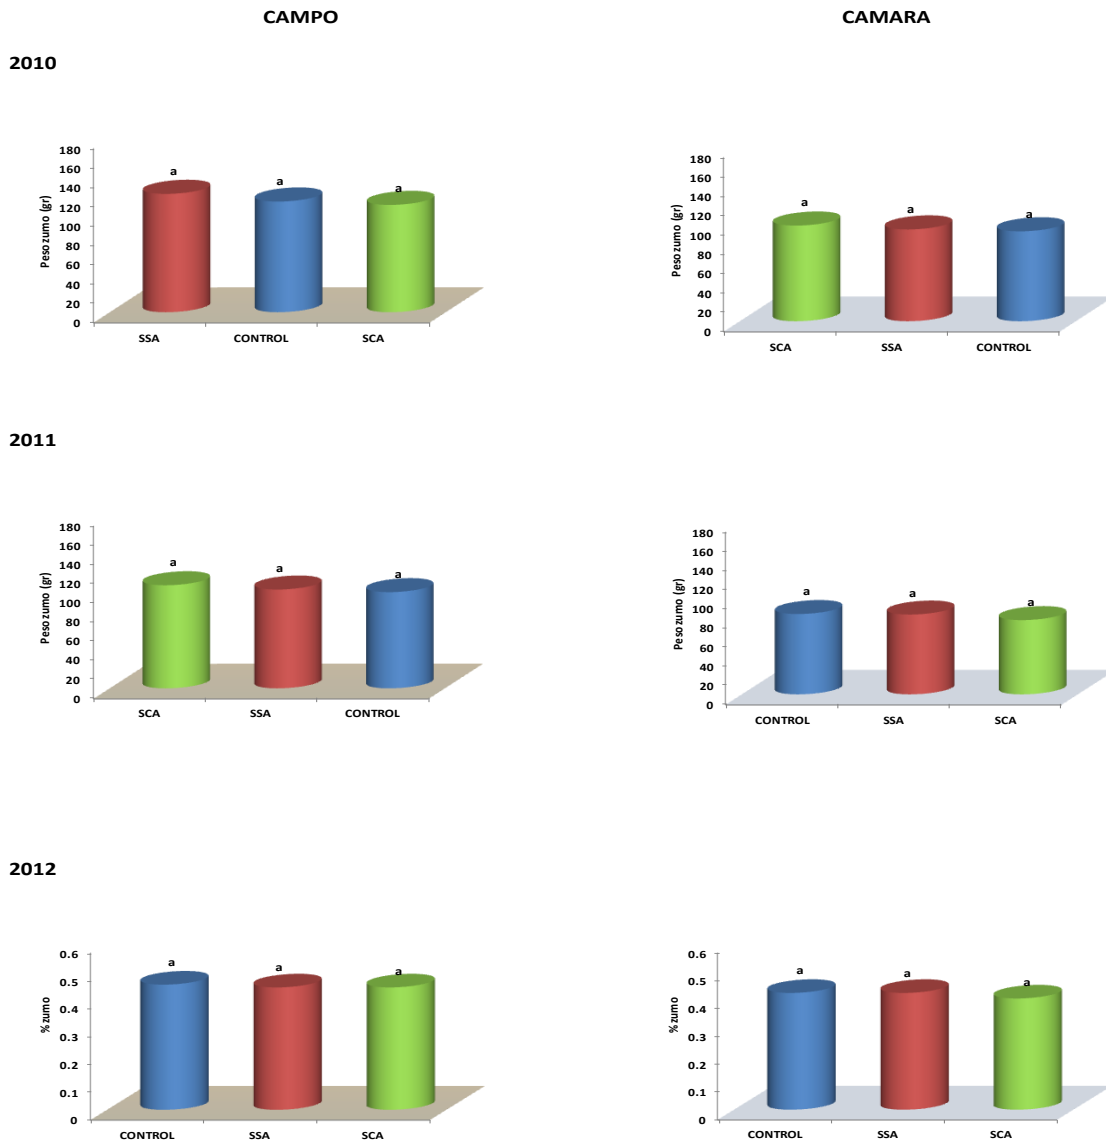 CAMPO
CAMARA
2010
Peso zumo (gr)
180
160
140
120
100
80
60
40
20
0
a
a
a
SSA CONTROL SCA
Peso zumo (gr)
180
160
140
120
100
80
60
40
20
0
a
a
a
SCA SSA CONTROL
2011
Peso zumo (gr)
180
160
140
120
100
80
60
40
20
0
a
a
a
SCA SSA CONTROL
Peso zumo (gr)
180
160
140
120
100
80
60
40
20
0
a
a
a
CONTROL SSA SCA
2012
% zumo
0.6
0.5
0.4
0.3
0.2
0.1
0
a
a
a
CONTROL SSA SCA
% zumo
0.6
0.5
0.4
0.3
0.2
0.1
0
a
a
a
CONTROL SSA SCA